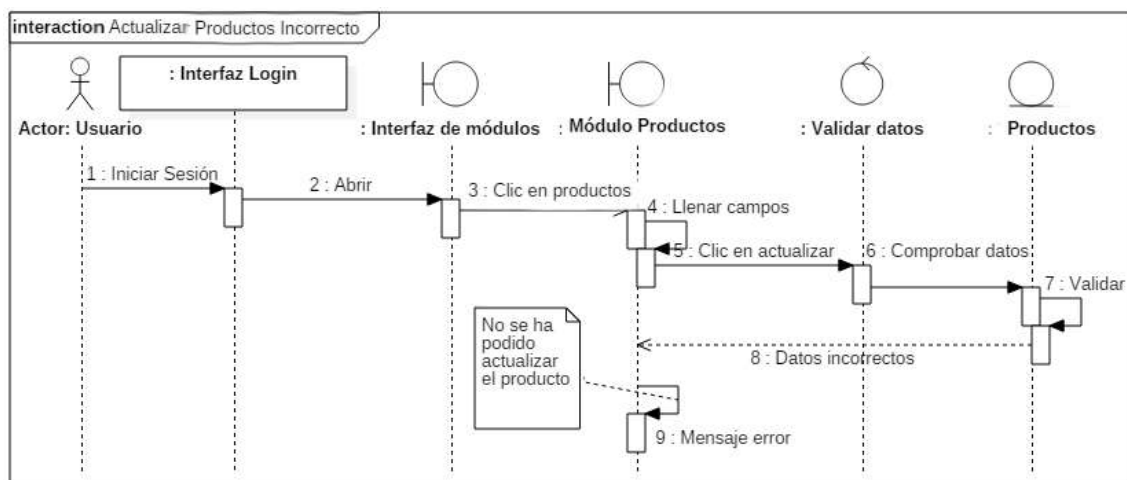 interaction Actualizar Productos Incorrecto
: Interfaz Login
Actor: Usuario
: Interfaz de módulos
: Módulo Productos
: Validar datos
: Productos
1 : Iniciar Sesión
2 : Abrir
3 : Clic en productos
4 : Llenar campos
5 : Clic en actualizar
6 : Comprobar datos
7 : Validar
No se ha
podido
actualizar
el producto
8 : Datos incorrectos
9 : Mensaje error